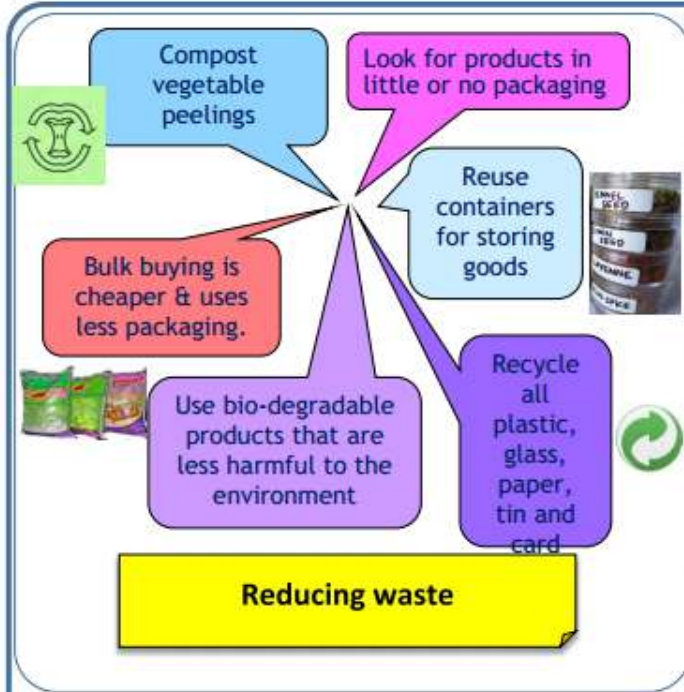 Compost
vegetable
peelings
Look for products in
little or no packaging
Reuse
containers
for storing
goods
SEED
SEED
Bulk buying is
cheaper & uses
less packaging.
Use bio-degradable
products that are
less harmful to the
environment
Recycle
all
plastic,
glass,
paper,
tin and
card
Reducing waste